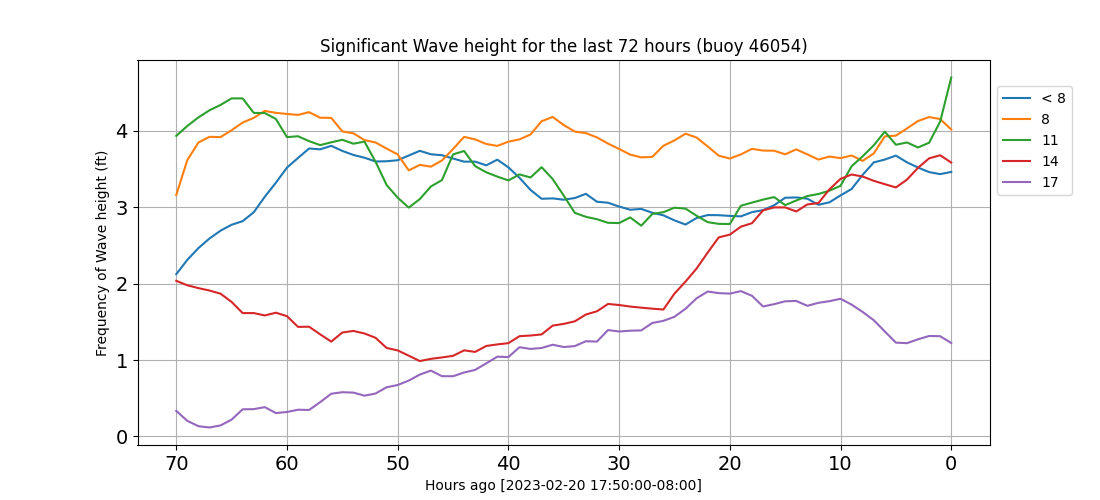 Significant Wave height for the last 72 hours (buoy 46054)
Frequency of Wave height (ft)
4
3
2
1
0
70 60 50 40 30 20 10 0
Hours ago [2023-02-20 17:50:00-08:00]
< 8
8
11
14
17